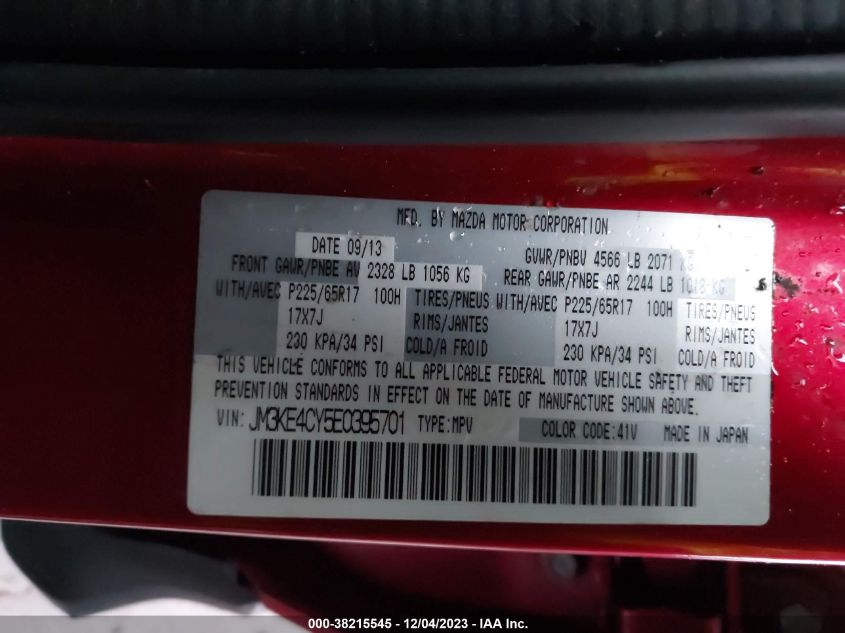 MFD. BY MAZDA MOTOR CORPORATION
DATE 09/13 GVWR/PNBV 4566 LB 2071 KG
FRONT GAWR/PNBE AV 2328 LB 1056 KG REAR GAWR/PNBE AR 2244 LB 1018 KG
WITH/AVEC P225/65R17 100H TIRES/PNEUS WITH/AVEC P225/65R17 100H TIRES/PNEUS
17X7J RIMS/JANTES 17X7J RIMS/JANTES
230 KPA/34 PSI COLD/A FROID 230 KPA/34 PSI COLD/A FROID
THIS VEHICLE CONFORMS TO ALL APPLICABLE FEDERAL MOTOR VEHICLE SAFETY AND THEFT
PREVENTION STANDARDS IN EFFECT ON THE DATE OF MANUFACTURE SHOWN ABOVE.
VIN: JM3KE4CY5E0395701 TYPE:MPV COLOR CODE:41V MADE IN JAPAN
000-38215545 - 12/04/2023 - IAA Inc.